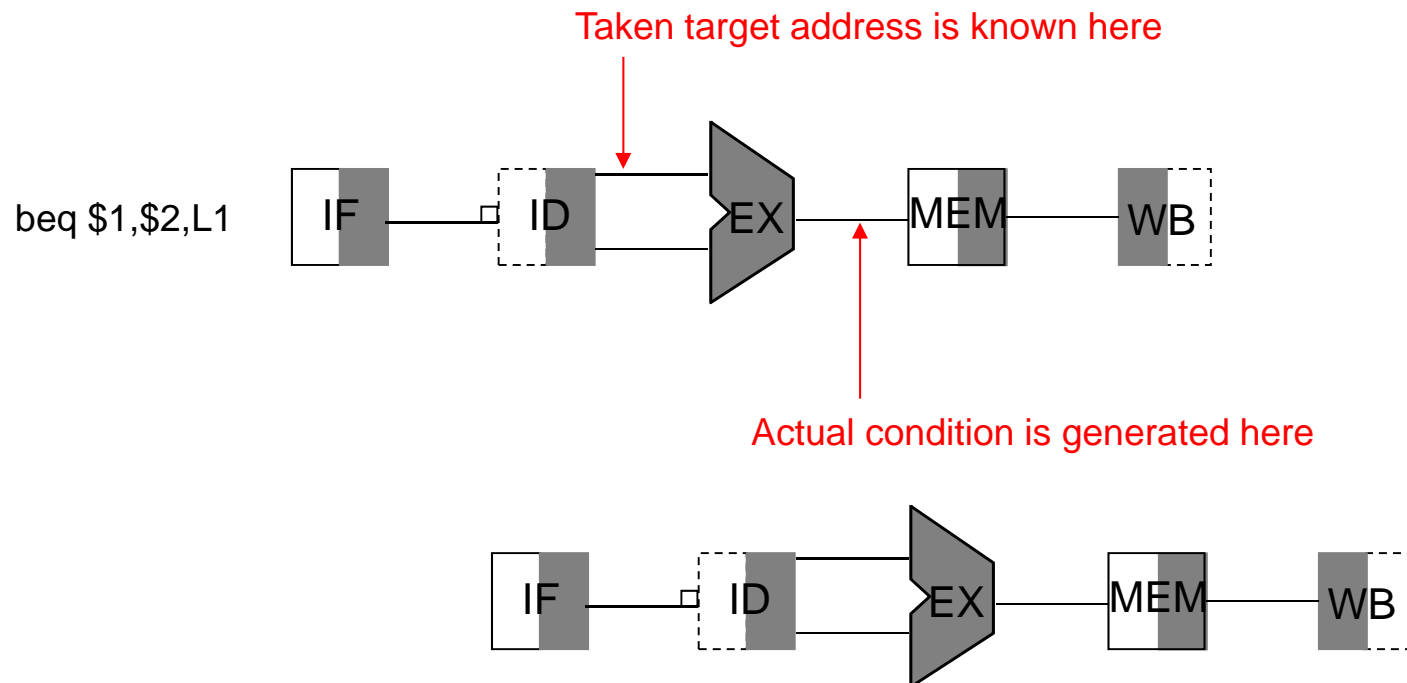 Taken target address is known here
beq $1,$2,L1
IF
ID
EX
MEM
WB
Actual condition is generated here
IF
ID
EX
MEM
WB